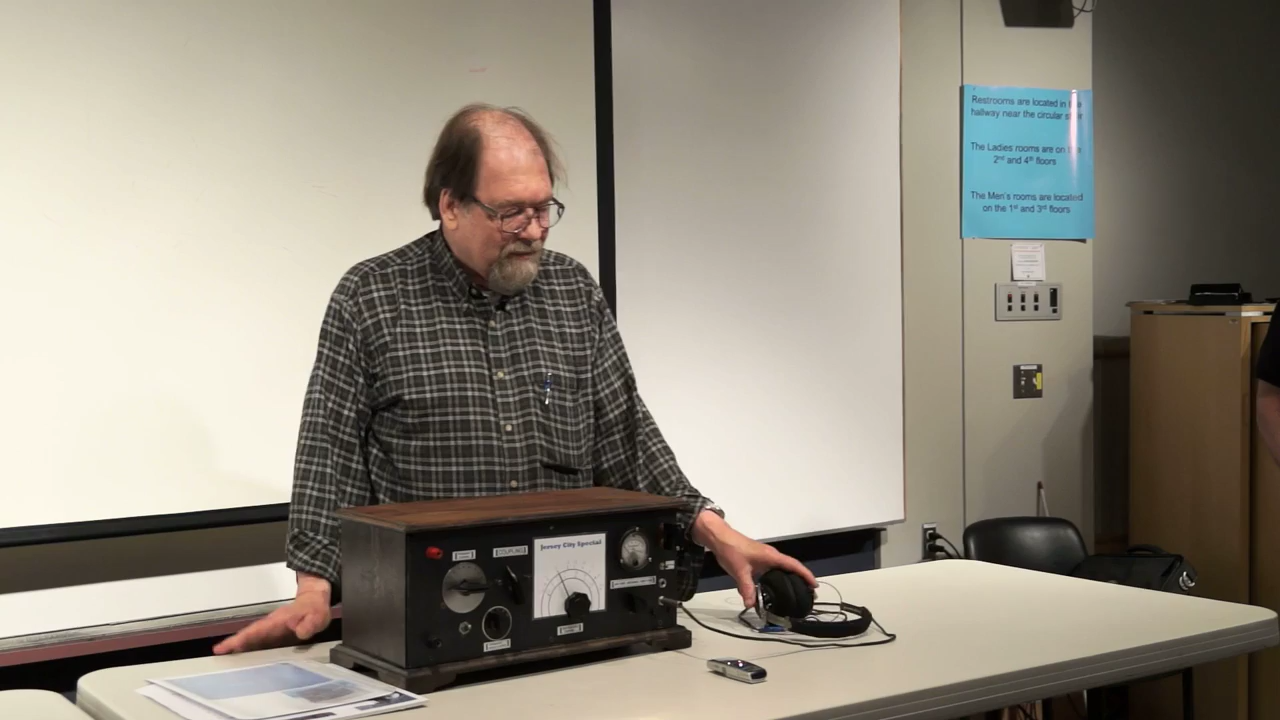 Restrooms are located in the
hallway near the circular stair
The Ladies rooms are on the
2nd and 4th floors
The Men's rooms are located
on the 1st and 3rd floors
Jersey City Special
COUPLING